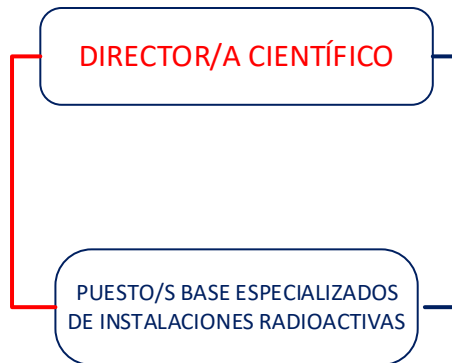 DIRECTOR/A CIENTÍFICO
PUESTO/S BASE ESPECIALIZADOS
DE INSTALACIONES RADIOACTIVAS